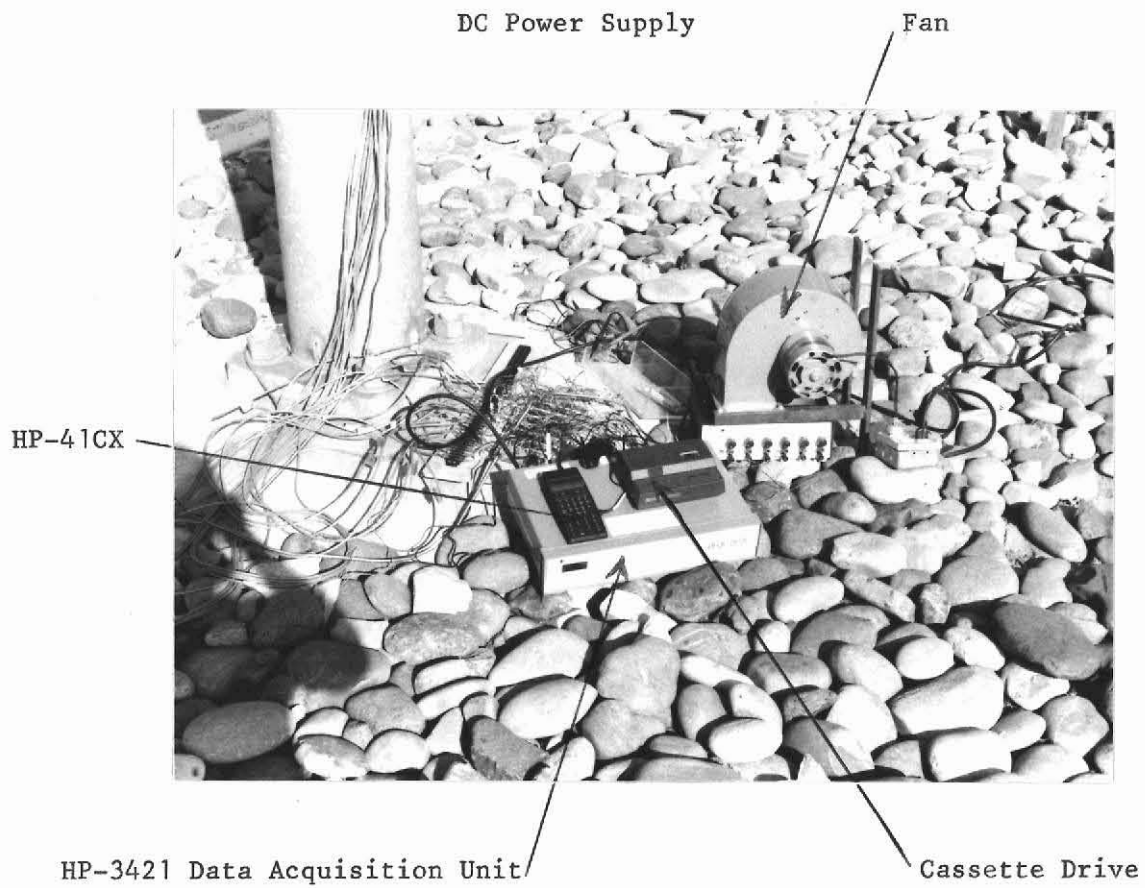 DC Power Supply
Fan
HP-41CX
HP-3421 Data Acquisition Unit
Cassette Drive